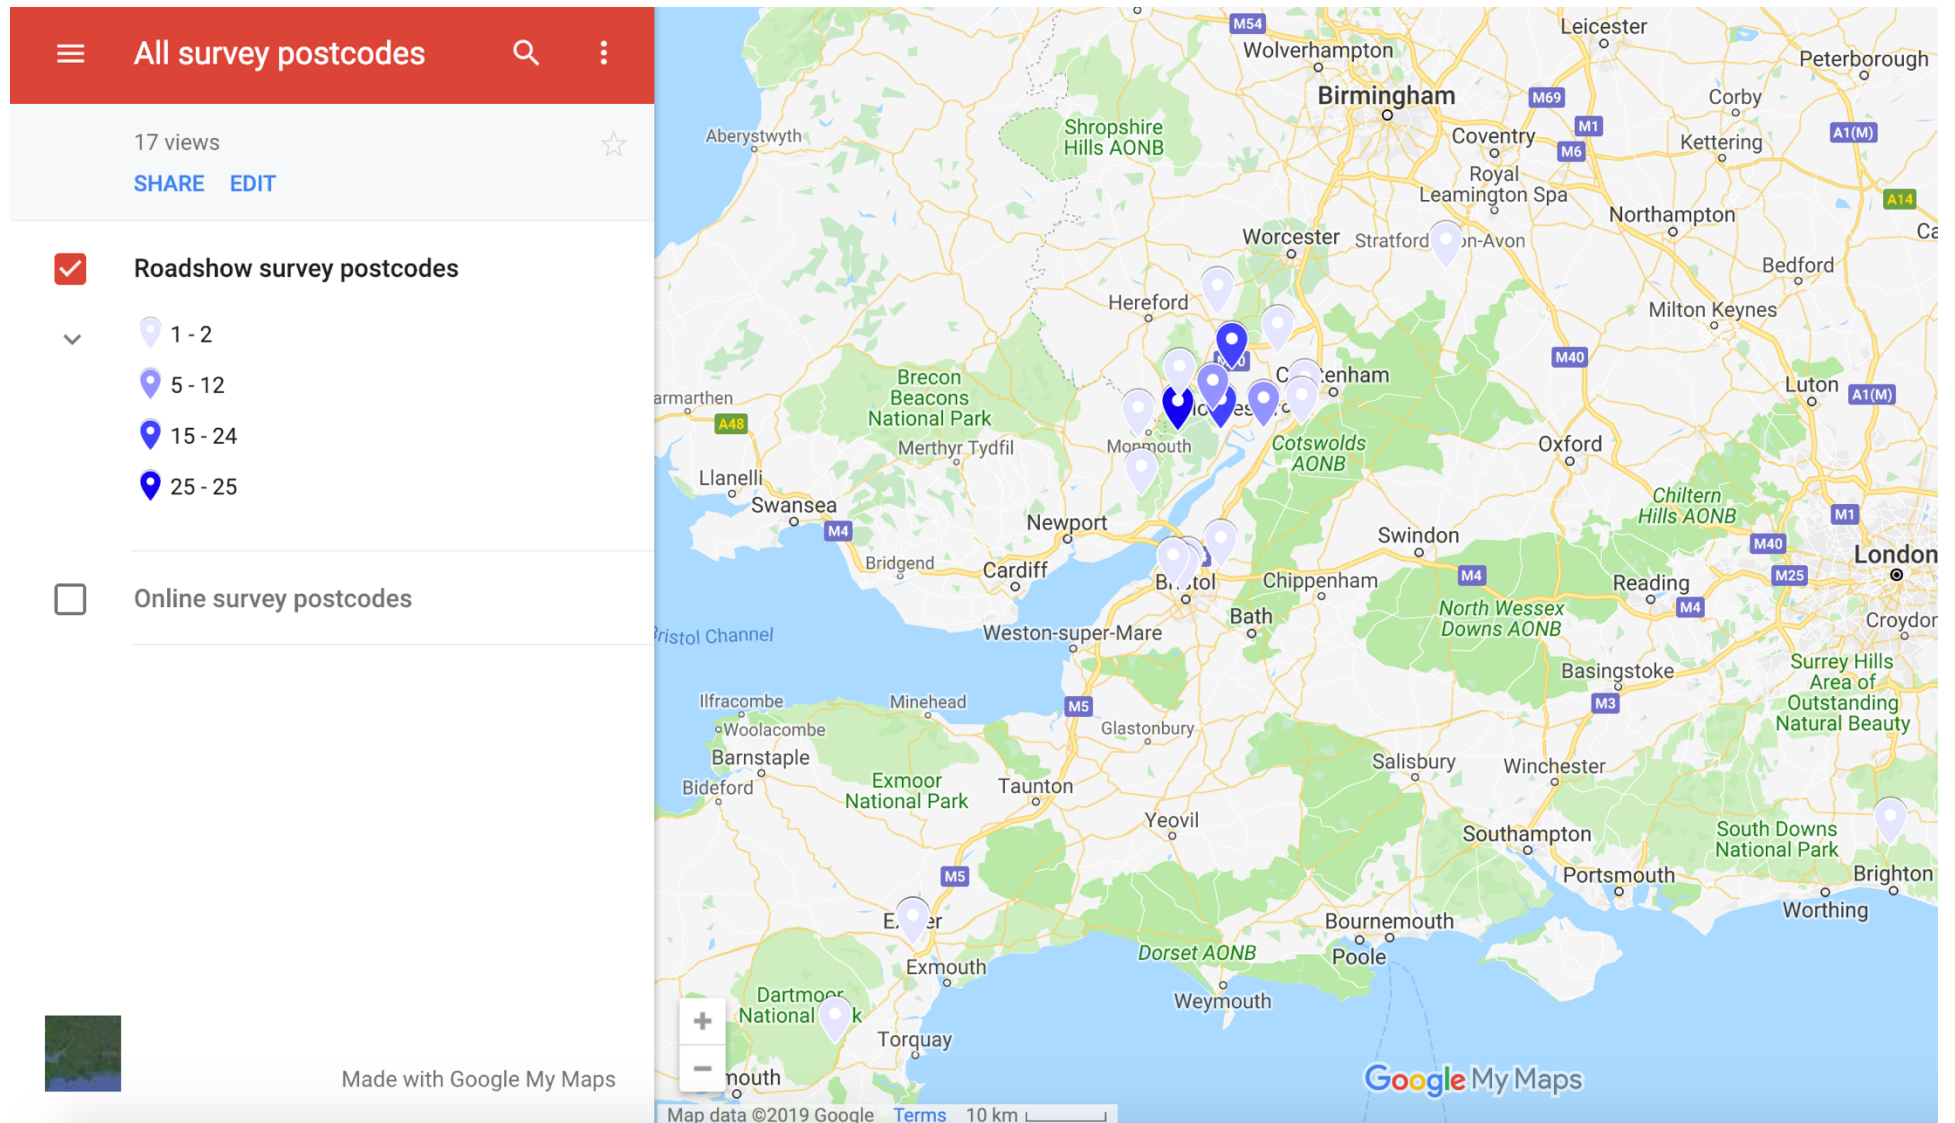 All survey postcodes
17 views
SHARE EDIT
Roadshow survey postcodes
1 - 2
5 - 12
15 - 24
25 - 25
Online survey postcodes
Made with Google My Maps
M54
Leicester
Wolverhampton
Peterborough
Birmingham
M69
Corby
Shropshire
Hills AONB
Aberystwyth
Coventry
M1
M6
Kettering
A1(M)
Royal
Leamington Spa
A14
Northampton
Worcester
Stratford
on-Avon
Bedford
Hereford
Milton Keynes
M40
Brecon
Beacons
National Park
Luton
A1(M)
armarthen
A48
Merthyr Tydfil
Monmouth
Cotswolds
AONB
Oxford
Llanelli
Swansea
M4
Newport
Chiltern
Hills AONB
M1
Swindon
M40
London
Bridgend
Cardiff
Bristol
Chippenham
M4
Reading
M25
M4
North Wessex
Downs AONB
Bath
Croydon
Bristol Channel
Weston-super-Mare
Basingstoke
Surrey Hills
Area of
Outstanding
Natural Beauty
M3
Ilfracombe
Minehead
M5
Woolacombe
Glastonbury
Barnstaple
Bideford
Exmoor
National Park
Taunton
Salisbury
Winchester
Yeovil
Southampton
South Downs
National Park
M5
Portsmouth
Brighton
Worthing
Bournemouth
Poole
Dorset AONB
Exmouth
Weymouth
Dartmoor
National
k
Torquay
mouth
Google My Maps
Map data ©2019 Google Terms 10 km